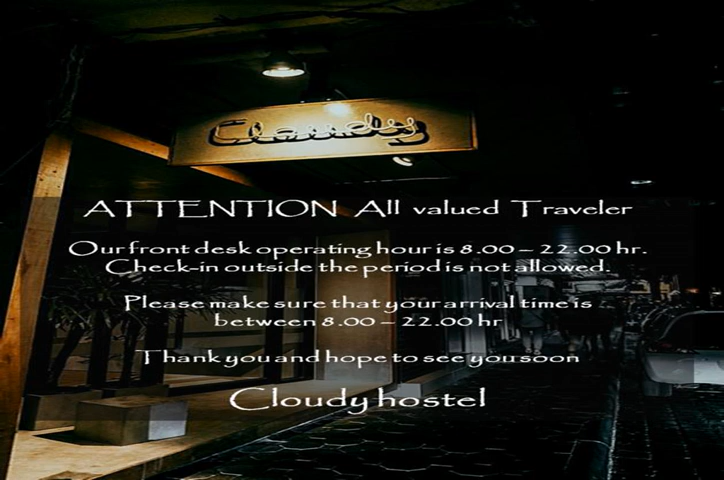 Cloudy
ATTENTION All valued Traveler
Our front desk operating hour is 8.00 – 22.00 hr.
Check-in outside the period is not allowed.
Please make sure that your arrival time is
between 8.00 – 22.00 hr
Thank you and hope to see you soon
Cloudy hostel